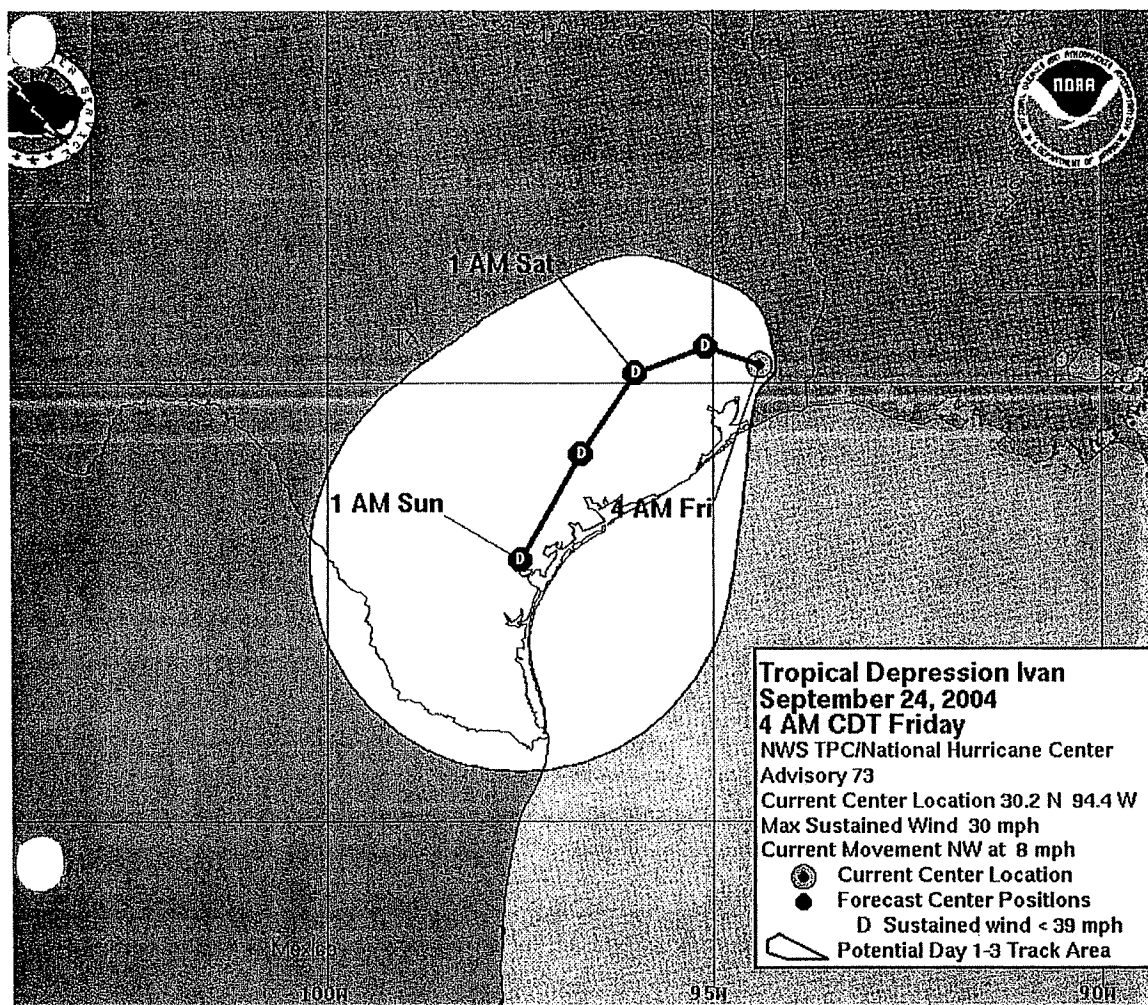 NOAA
1 AM Sat
1 AM Sun
4 AM Fri
Tropical Depression Ivan
September 24, 2004
4 AM CDT Friday
NWS TPC/National Hurricane Center
Advisory 73
Current Center Location 30.2 N 94.4 W
Max Sustained Wind 30 mph
Current Movement NW at 8 mph
Current Center Location
Forecast Center Positions
D Sustained wind < 39 mph
Potential Day 1-3 Track Area
D
D
D
D
Mexico
100W
95W
90W